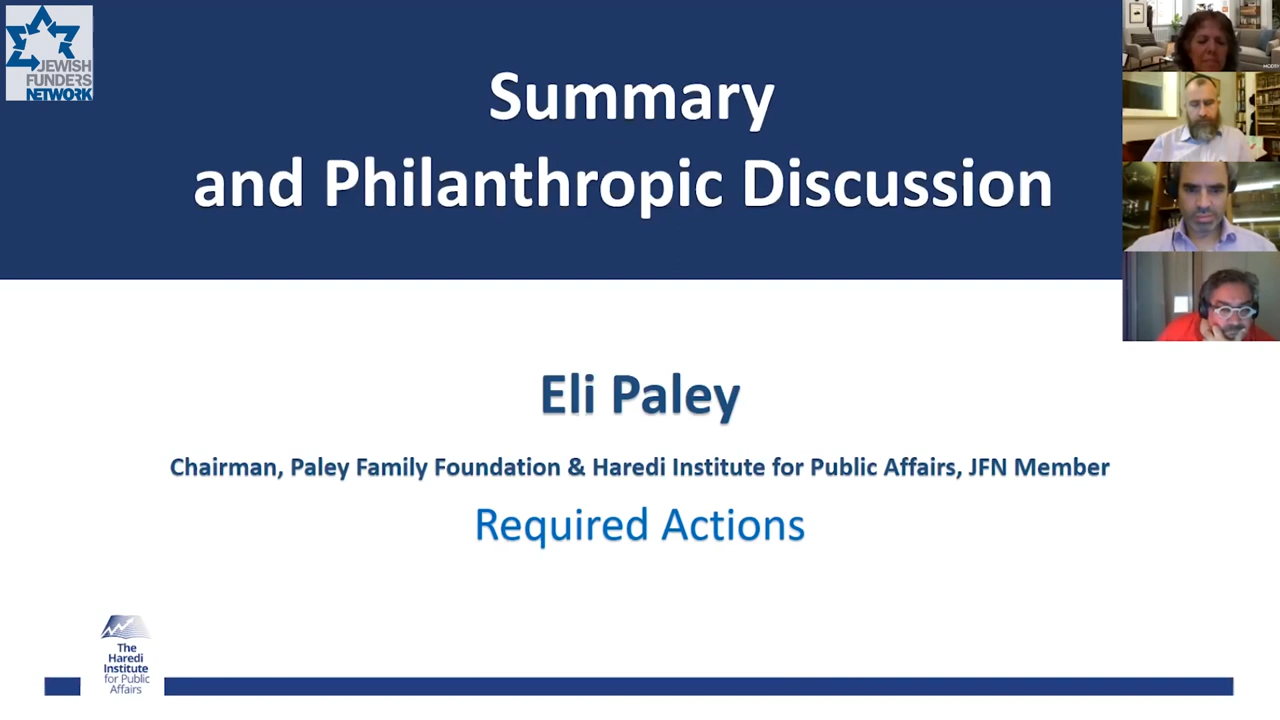 JEWISH
FUNDERS
NETWORK
Summary
and Philanthropic Discussion
Eli Paley
Chairman, Paley Family Foundation & Haredi Institute for Public Affairs, JFN Member
Required Actions
The
Haredi
Institute
for Public
Affairs